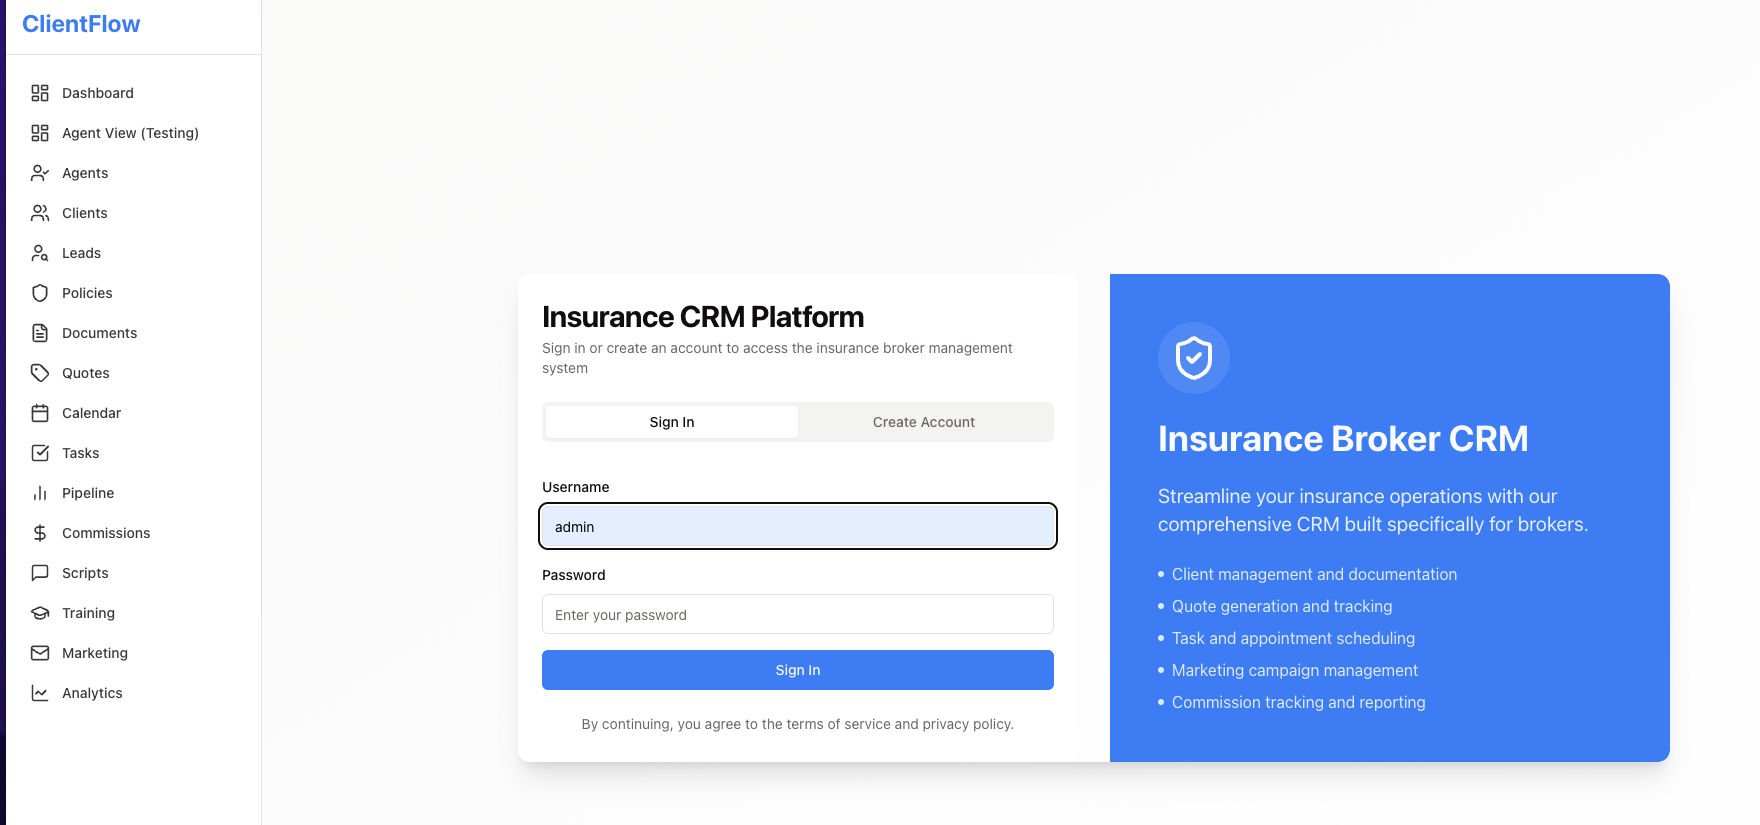 ClientFlow
Dashboard
Agent View (Testing)
Agents
Clients
Leads
Policies
Documents
Quotes
Calendar
Tasks
Pipeline
Commissions
Scripts
Training
Marketing
Analytics
Insurance CRM Platform
Sign in or create an account to access the insurance broker management
system
Sign In
Create Account
Username
admin
Password
Enter your password
Sign In
By continuing, you agree to the terms of service and privacy policy.
Insurance Broker CRM
Streamline your insurance operations with our
comprehensive CRM built specifically for brokers.
Client management and documentation
Quote generation and tracking
Task and appointment scheduling
Marketing campaign management
Commission tracking and reporting